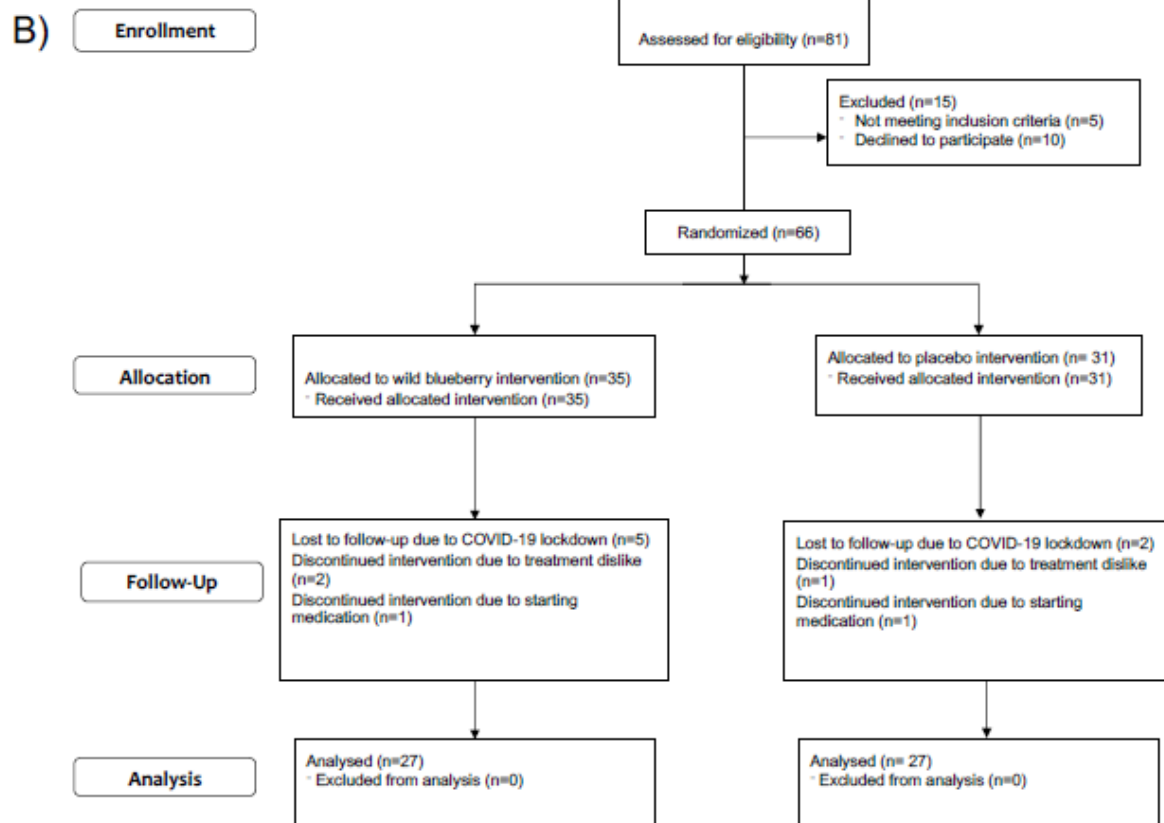 B)
Enrollment
Assessed for eligibility (n=81)
Excluded (n=15)
- Not meeting inclusion criteria (n=5)
- Declined to participate (n=10)
Randomized (n=66)
Allocation
Allocated to wild blueberry intervention (n=35)
- Received allocated intervention (n=35)
Allocated to placebo intervention (n= 31)
- Received allocated intervention (n=31)
Follow-Up
Lost to follow-up due to COVID-19 lockdown (n=5)
Discontinued intervention due to treatment dislike
(n=2)
Discontinued intervention due to starting
medication (n=1)
Lost to follow-up due to COVID-19 lockdown (n=2)
Discontinued intervention due to treatment dislike
(n=1)
Discontinued intervention due to starting
medication (n=1)
Analysis
Analysed (n=27)
- Excluded from analysis (n=0)
Analysed (n= 27)
- Excluded from analysis (n=0)